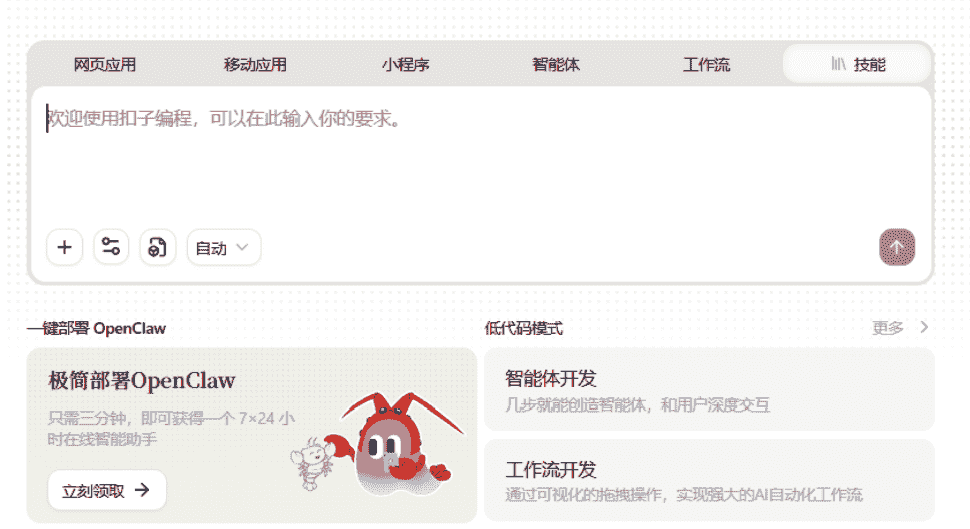 网页应用
移动应用
小程序
智能体
工作流
技能
欢迎使用扣子编程，可以在此输入你的要求。
自动
一键部署 OpenClaw
极简部署OpenClaw
只需三分钟，即可获得一个 7×24 小
时在线智能助手
立刻领取
低代码模式
更多
智能体开发
几步就能创造智能体，和用户深度交互
工作流开发
通过可视化的拖拽操作，实现强大的AI自动化工作流